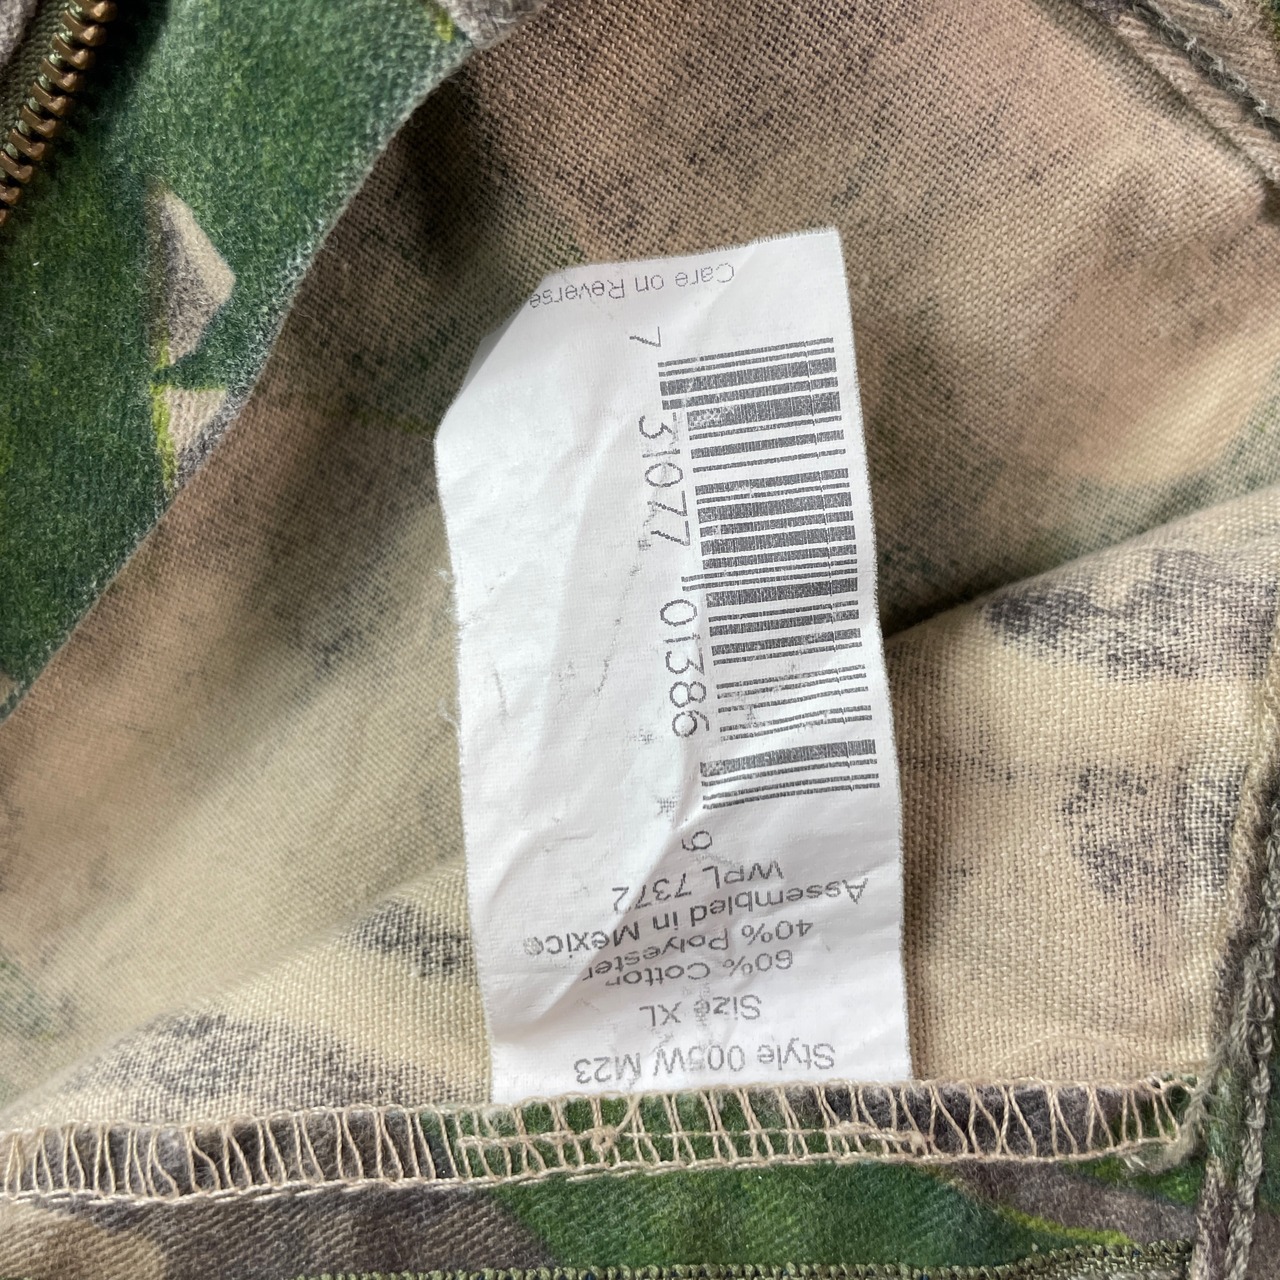 Style 005W M23
Size XL
60% Cotton
40% Polyester
Assembled in Mexico
WPL 7372
7 31077 01386 9
Care on Reverse